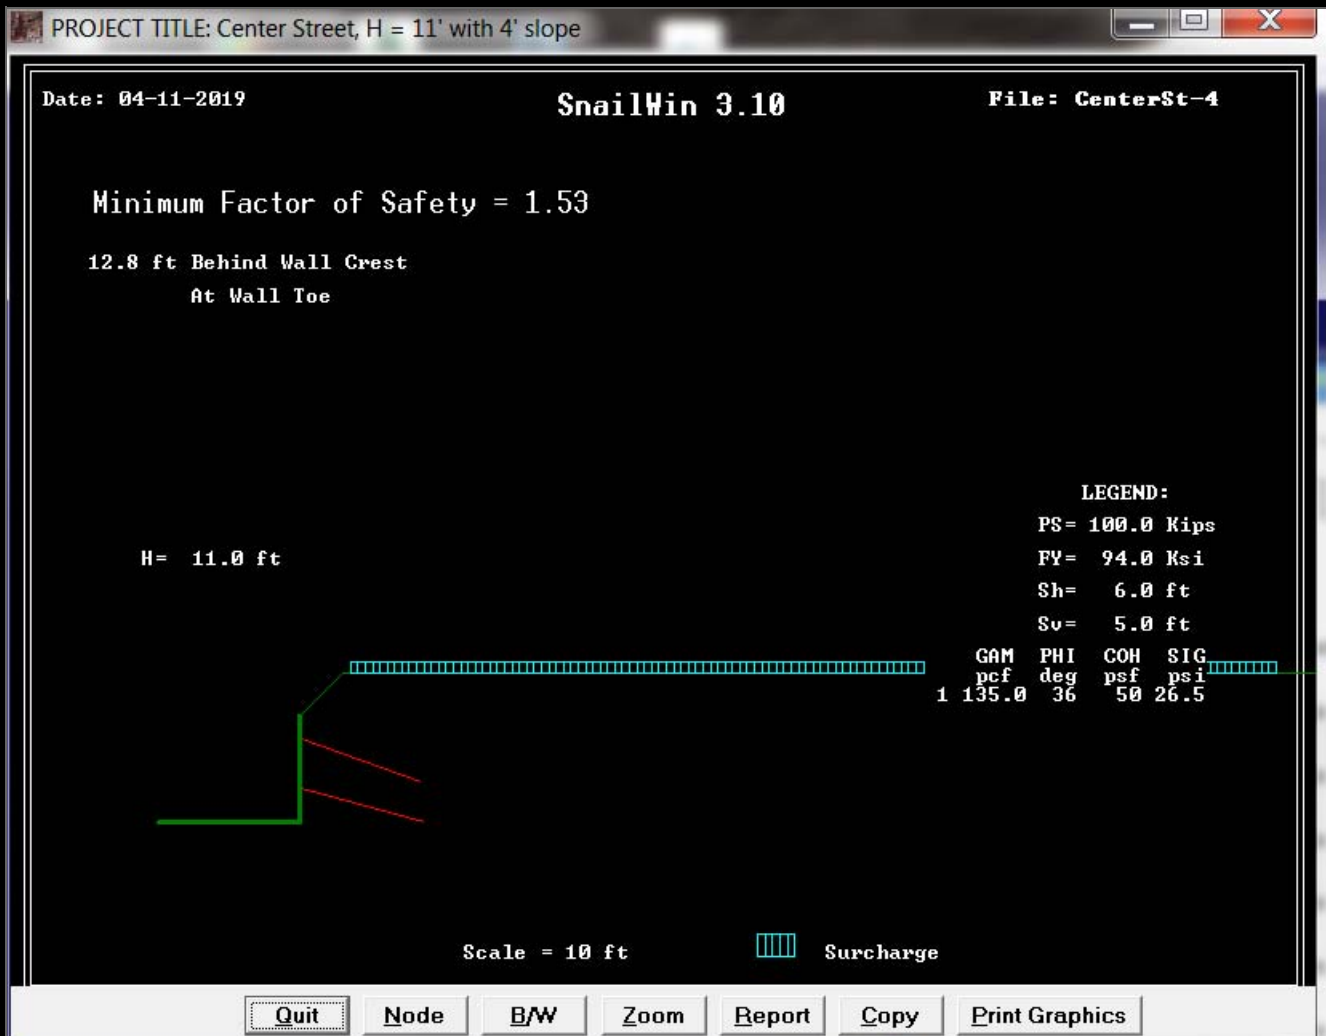 PROJECT TITLE: Center Street, H = 11' with 4' slope
Date: 04-11-2019
SnailWin 3.10
File: CenterSt-4
Minimum Factor of Safety = 1.53
12.8 ft Behind Wall Crest
At Wall Toe
LEGEND:
PS= 100.0 Kips
H= 11.0 ft
FY= 94.0 Ksi
Sh= 6.0 ft
Sv= 5.0 ft
GAM PHI COH SIG
pcf deg psf psi
1 135.0 36 50 26.5
Scale = 10 ft
Surcharge
Quit Node B/W Zoom Report Copy Print Graphics